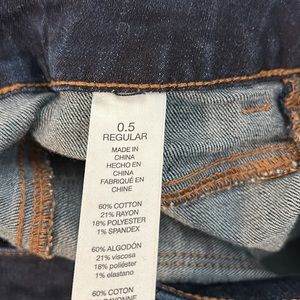 0.5
REGULAR
MADE IN
CHINA
HECHO EN
CHINA
FABRIQUÉ EN
CHINE
60% COTTON
21% RAYON
18% POLYESTER
1% SPANDEX
60% ALGODÓN
21% viscosa
18% poliéster
1% elastano
60% COTON